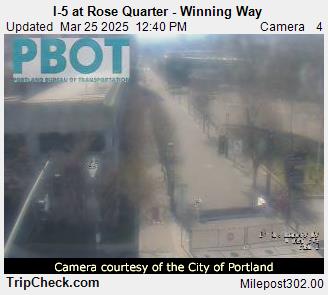 I-5 at Rose Quarter - Winning Way
Updated Mar 25 2025 12:40 PM Camera 4
PBOT
PORTLAND BUREAU OF TRANSPORTATION
Camera courtesy of the City of Portland
TripCheck.com Milepost302.00